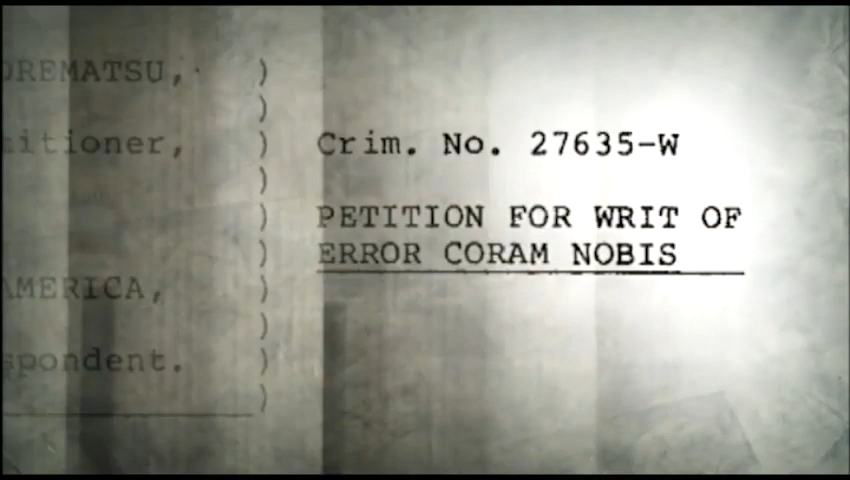 OREMATSU, )
)
titioner, ) Crim. No. 27635-W
)
) PETITION FOR WRIT OF
) ERROR CORAM NOBIS
AMERICA, )
)
spondent. )
)